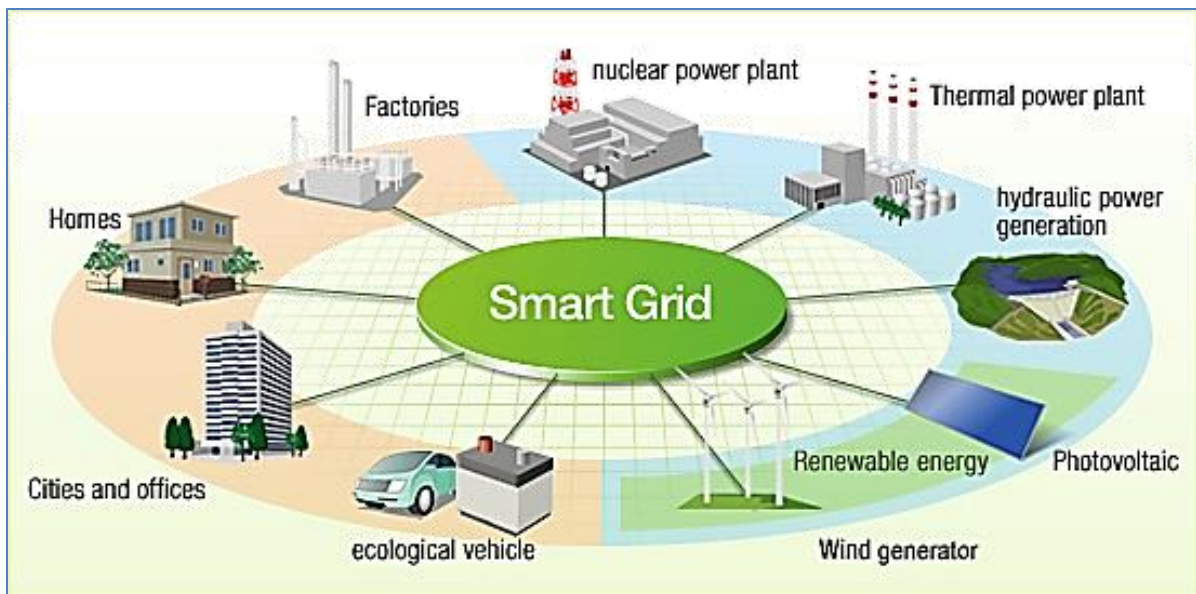 nuclear power plant
Factories
Thermal power plant
Homes
hydraulic power
generation
Smart Grid
Renewable energy
Photovoltaic
Cities and offices
ecological vehicle
Wind generator